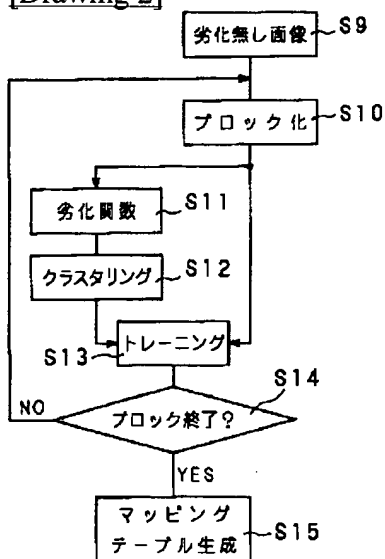 [Drawing 2]
劣化無し画像 S9
ブロック化 S10
劣化関数 S11
クラスタリング S12
トレーニング
S13
S14
ブロック終了?
NO
YES
マッピング
テーブル生成 S15